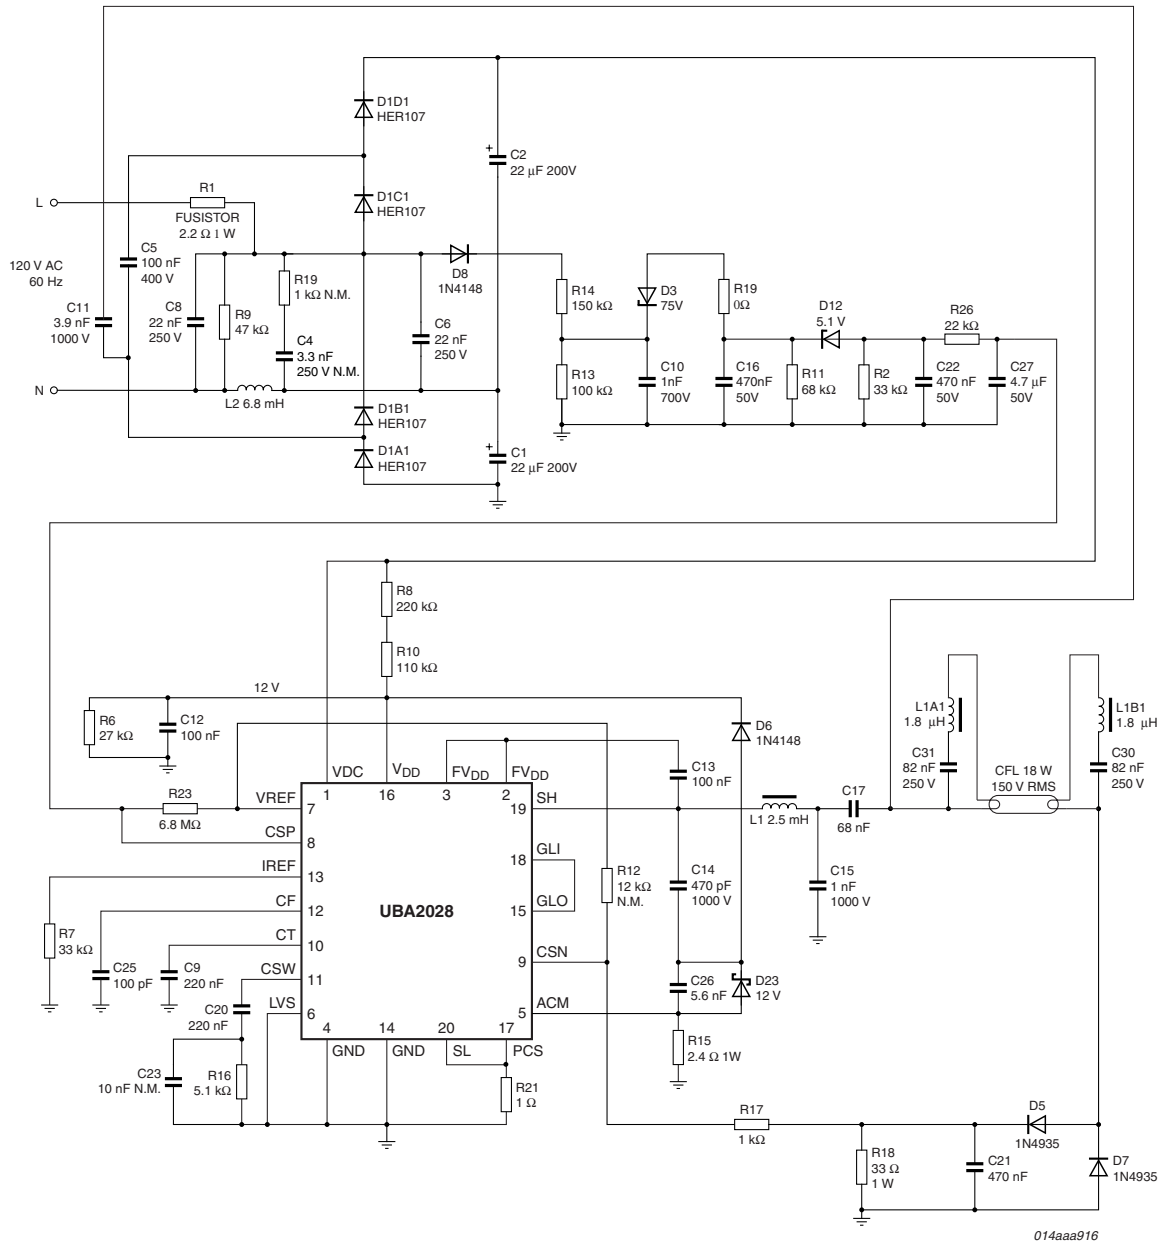 D1D1
HER107
C2
22 μF 200V
+
L
R1
FUSISTOR
2.2 Ω 1 W
D1C1
HER107
120 V AC
60 Hz
C5
100 nF
400 V
D8
1N4148
C11
3.9 nF
1000 V
C8
22 nF
250 V
R9
47 kΩ
R19
1 kΩ N.M.
C4
3.3 nF
250 V N.M.
C6
22 nF
250 V
R14
150 kΩ
D3
75V
R19
0Ω
D12
5.1 V
R26
22 kΩ
R13
100 kΩ
C10
1nF
700V
C16
470nF
50V
R11
68 kΩ
R2
33 kΩ
C22
470 nF
50V
C27
4.7 μF
50V
N
L2 6.8 mH
D1B1
HER107
D1A1
HER107
+
C1
22 μF 200V
R8
220 kΩ
R10
110 kΩ
12 V
R6
27 kΩ
C12
100 nF
D6
1N4148
L1A1
1.8 μH
L1B1
1.8 μH
C31
82 nF
250 V
C30
82 nF
250 V
CFL 18 W
150 V RMS
C13
100 nF
VDC
VDD
FVDD
FVDD
1
16
3
2
R23
6.8 MΩ
VREF
7
19
SH
L1 2.5 mH
C17
68 nF
CSP
8
IREF
13
18
GLI
CF
12
15
GLO
UBA2028
R12
12 kΩ
N.M.
C14
470 pF
1000 V
C15
1 nF
1000 V
R7
33 kΩ
CT
10
CSN
9
C25
100 pF
C9
220 nF
CSW
11
C26
5.6 nF
D23
12 V
C20
220 nF
LVS
6
5
ACM
4
14
20
17
GND
GND
SL
PCS
R15
2.4 Ω 1W
C23
10 nF N.M.
R16
5.1 kΩ
R21
1 Ω
R17
1 kΩ
D5
1N4935
R18
33 Ω
1 W
C21
470 nF
D7
1N4935
014aaa916